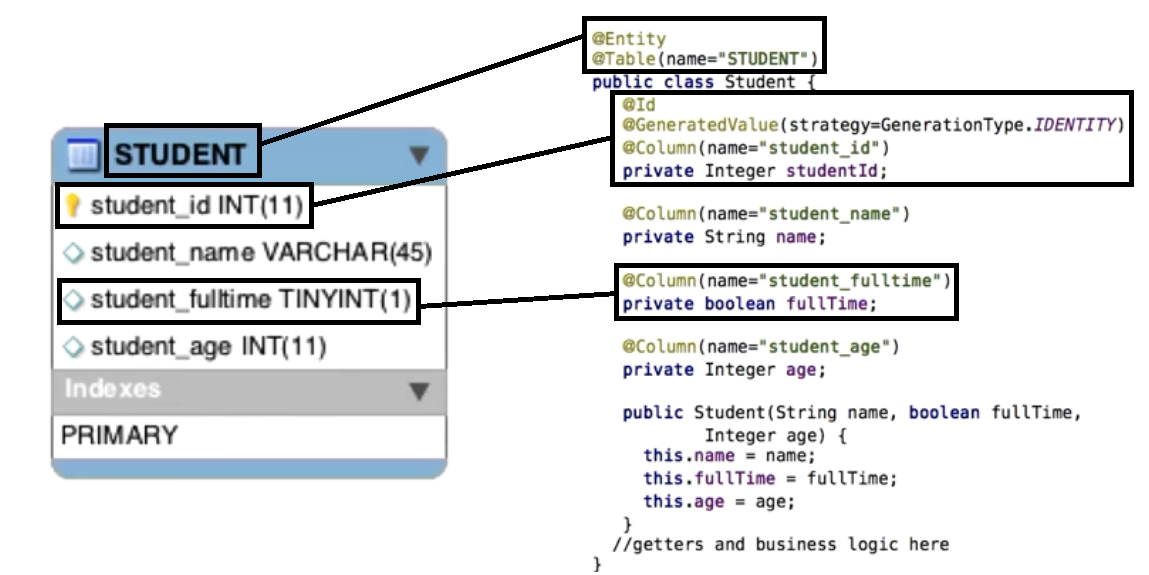 STUDENT
student_id INT(11)
student_name VARCHAR(45)
student_fulltime TINYINT(1)
student_age INT(11)
Indexes
PRIMARY
@Entity
@Table(name="STUDENT")
public class Student {
@Id
@GeneratedValue(strategy=GenerationType.IDENTITY)
@Column(name="student_id")
private Integer studentId;
@Column(name="student_name")
private String name;
@Column(name="student_fulltime")
private boolean fullTime;
@Column(name="student_age")
private Integer age;
public Student(String name, boolean fullTime,
Integer age) {
this.name = name;
this.fullTime = fullTime;
this.age = age;
}
//getters and business logic here
}